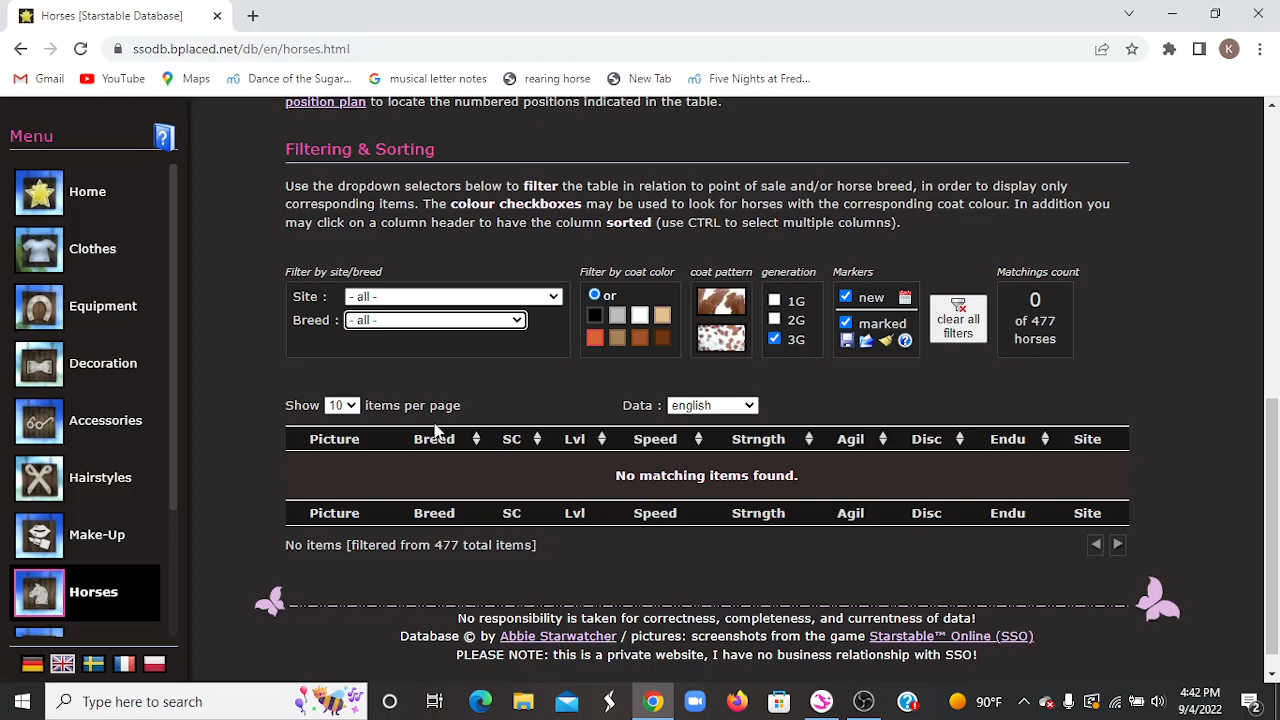 Horses [Starstable Database]
ssodb.bplaced.net/db/en/horses.html
K
Gmail YouTube Maps Dance of the Sugar... musical letter notes rearing horse New Tab Five Nights at Fred...
position plan to locate the numbered positions indicated in the table.
Menu
Home
Clothes
Equipment
Decoration
Accessories
Hairstyles
Make-Up
Horses
Filtering & Sorting
Use the dropdown selectors below to filter the table in relation to point of sale and/or horse breed, in order to display only
corresponding items. The colour checkboxes may be used to look for horses with the corresponding coat colour. In addition you
may click on a column header to have the column sorted (use CTRL to select multiple columns).
Filter by site/breed Filter by coat color coat pattern generation Markers Matchings count
Site : - all -
Breed : - all -
or
1G
2G
3G
new
marked
clear all
filters
0
of 477
horses
Show 10 items per page Data : english
Picture Breed SC Lvl Speed Strngth Agil Disc Endu Site
No matching items found.
Picture Breed SC Lvl Speed Strngth Agil Disc Endu Site
No items [filtered from 477 total items]
No responsibility is taken for correctness, completeness, and currentness of data!
Database © by Abbie Starwatcher / pictures: screenshots from the game Starstable™ Online (SSO)
PLEASE NOTE: this is a private website, I have no business relationship with SSO!
Type here to search
90°F
4:42 PM
9/4/2022
2